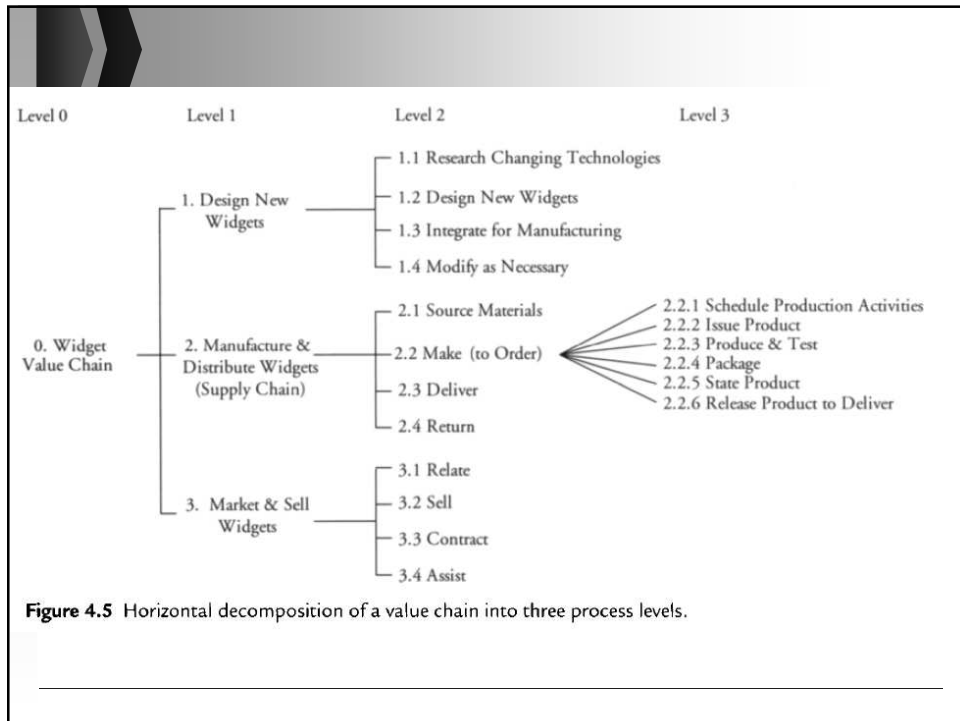 Level 0
Level 1
Level 2
Level 3
0. Widget
Value Chain
1. Design New
Widgets
1.1 Research Changing Technologies
1.2 Design New Widgets
1.3 Integrate for Manufacturing
1.4 Modify as Necessary
2. Manufacture &
Distribute Widgets
(Supply Chain)
2.1 Source Materials
2.2 Make (to Order)
2.3 Deliver
2.4 Return
2.2.1 Schedule Production Activities
2.2.2 Issue Product
2.2.3 Produce & Test
2.2.4 Package
2.2.5 State Product
2.2.6 Release Product to Deliver
3. Market & Sell
Widgets
3.1 Relate
3.2 Sell
3.3 Contract
3.4 Assist
Figure 4.5 Horizontal decomposition of a value chain into three process levels.